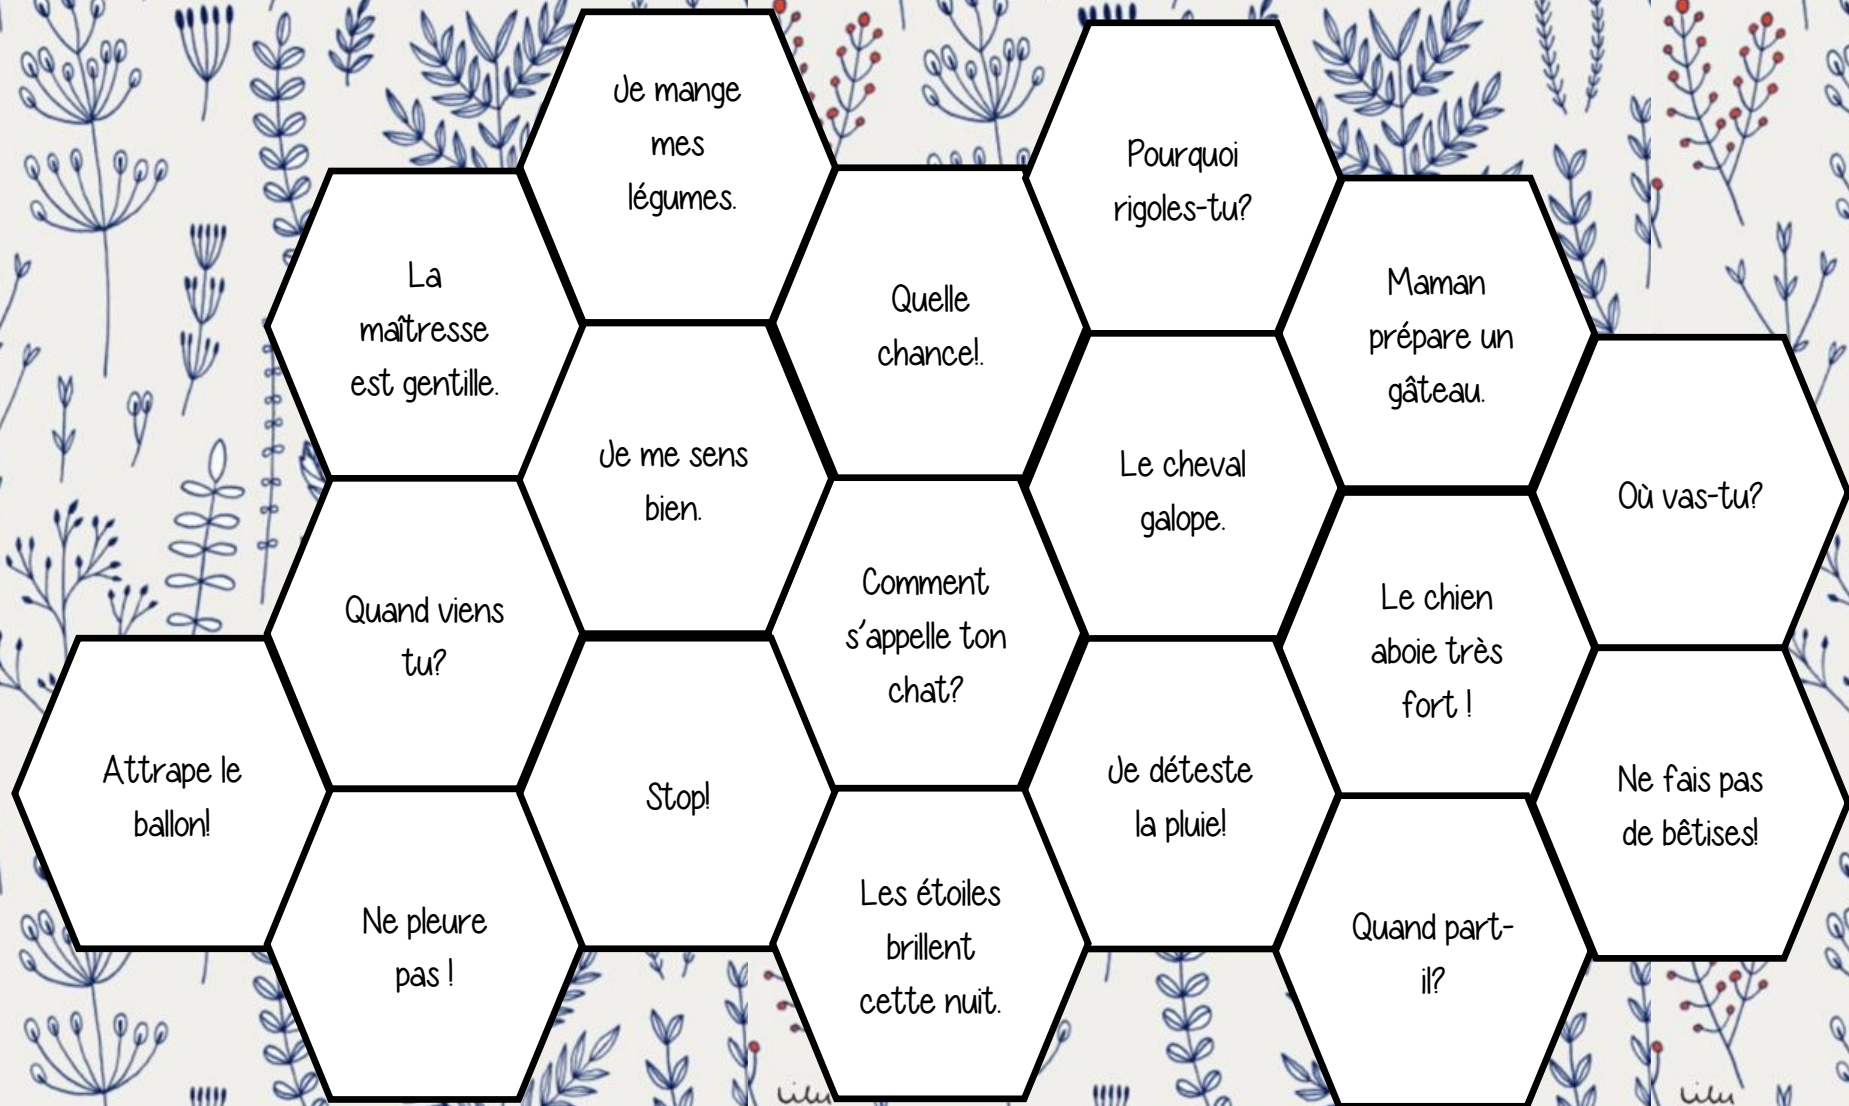 Je mange
mes
légumes.
Pourquoi
rigoles-tu?
La
maîtresse
est gentille.
Quelle
chance!.
Maman
prépare un
gâteau.
Je me sens
bien.
Le cheval
galope.
Où vas-tu?
Quand viens
tu?
Comment
s'appelle ton
chat?
Le chien
aboie très
fort !
Attrape le
ballon!
Stop!
Je déteste
la pluie!
Ne fais pas
de bêtises!
Ne pleure
pas !
Les étoiles
brillent
cette nuit.
Quand part-
il?